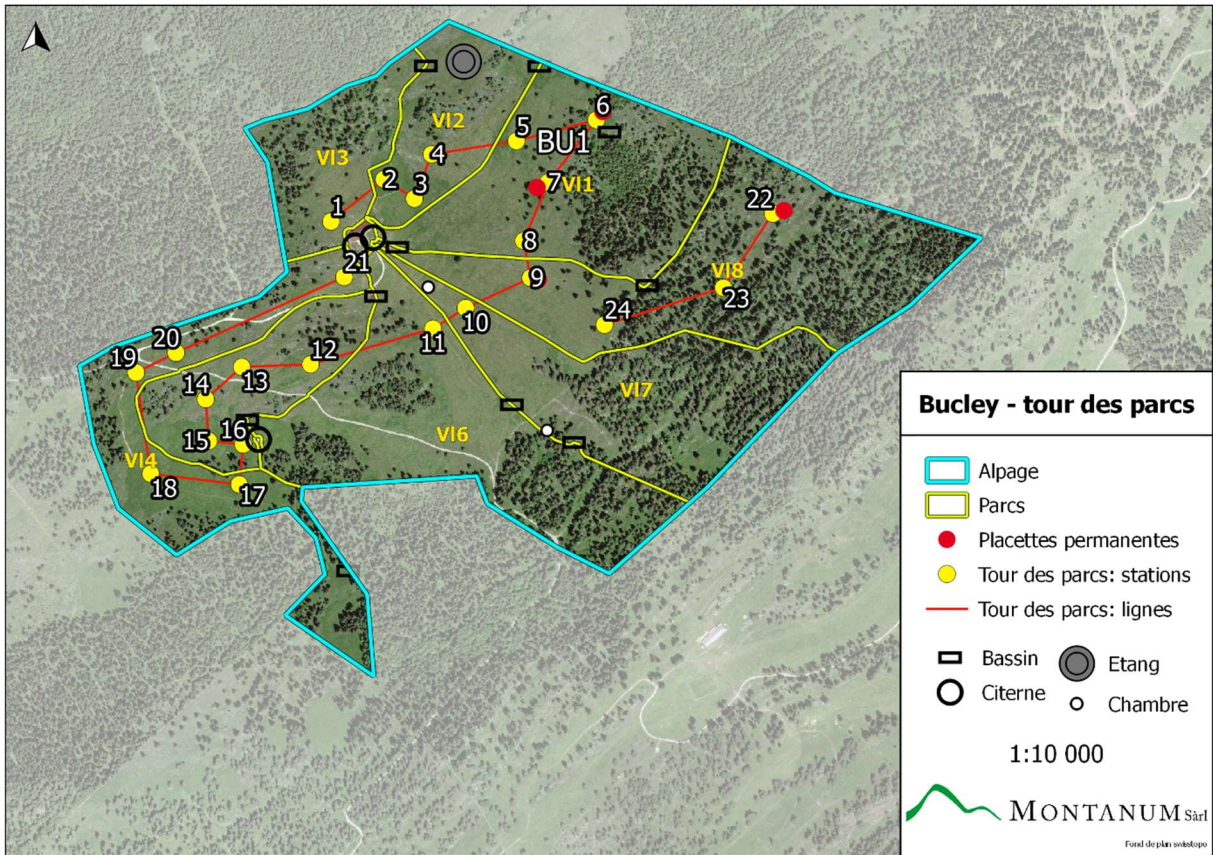 6
5
BU1
VI2
4
VI3
2
VI1
7
3
22
1
8
21
9
VI8
23
10
24
11
20
12
19
13
14
VI7
16
15
VI6
VI4
18
17
Bucley - tour des parcs
Alpage
Parcs
Placettes permanentes
Tour des parcs: stations
Tour des parcs: lignes
Bassin
Etang
Citerne
Chambre
1:10 000
MONTANUM Sàrl
Fond de plan swisstopo